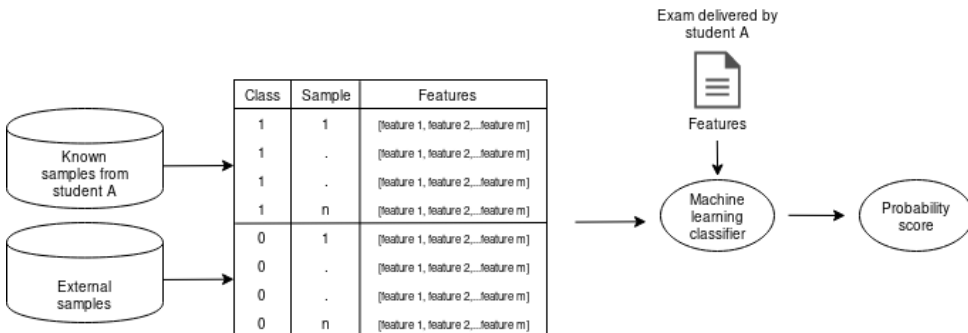 Exam delivered by
student A
Features
Known
samples from
student A
External
samples
Class Sample Features
1 1 [feature 1, feature 2,...feature m]
1 . [feature 1, feature 2,...feature m]
1 . [feature 1, feature 2,...feature m]
1 n [feature 1, feature 2,...feature m]
0 1 [feature 1, feature 2,...feature m]
0 . [feature 1, feature 2,...feature m]
0 . [feature 1, feature 2,...feature m]
0 n [feature 1, feature 2,...feature m]
Machine
learning
classifier
Probability
score